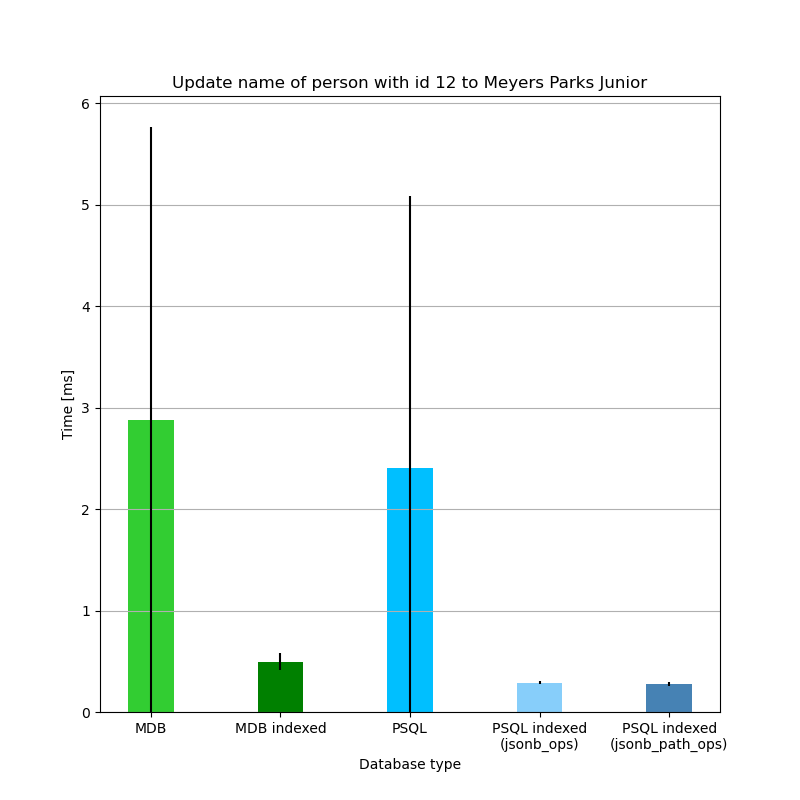 Update name of person with id 12 to Meyers Parks Junior
6
5
4
3
2
1
0
Time [ms]
MDB
MDB indexed
PSQL
PSQL indexed
(jsonb_ops)
PSQL indexed
(jsonb_path_ops)
Database type